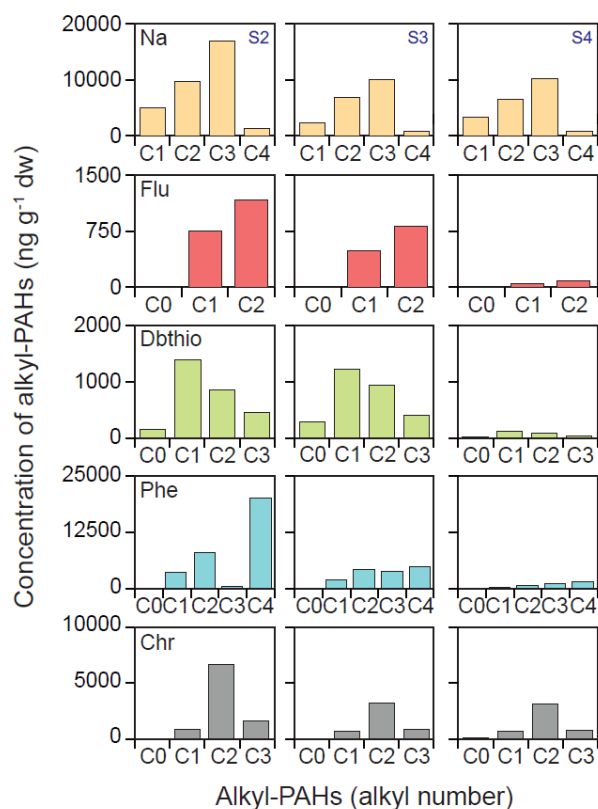 Concentration of alkyl-PAHs (ng g⁻¹ dw)
20000
10000
0
Na
S2
S3
S4
C1 C2 C3 C4
C1 C2 C3 C4
C1 C2 C3 C4
1500
750
0
Flu
C0 C1 C2
C0 C1 C2
C0 C1 C2
2000
1000
0
Dbthio
C0 C1 C2 C3
C0 C1 C2 C3
C0 C1 C2 C3
25000
12500
0
Phe
C0 C1 C2 C3 C4
C0 C1 C2 C3 C4
C0 C1 C2 C3 C4
10000
5000
0
Chr
C0 C1 C2 C3
C0 C1 C2 C3
C0 C1 C2 C3
Alkyl-PAHs (alkyl number)